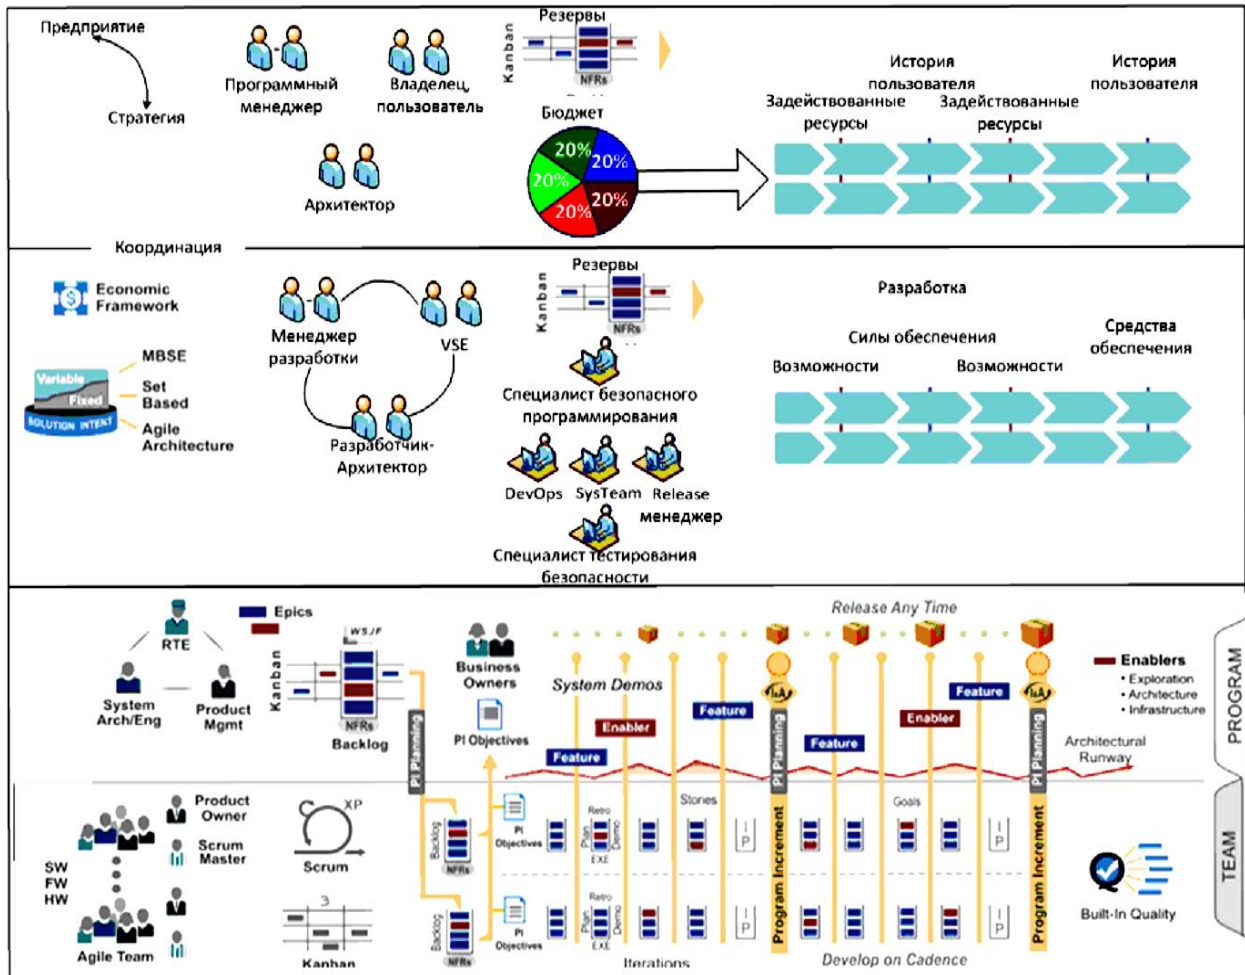 Предприятие
Стратегия
Программный
менеджер
Владелец,
пользователь
Архитектор
Резервы
Kanban
NFRs
Бюджет
20%
20%
20%
20%
20%
История
пользователя
История
пользователя
Задействованные
ресурсы
Задействованные
ресурсы
Координация
Economic
Framework
MBSE
Set
Based
Agile
Architecture
Variable
Fixed
SOLUTION INTENT
Менеджер
разработки
VSE
Разработчик-
Архитектор
Резервы
Kanban
NFRs
Специалист безопасного
программирования
DevOps
SysTeam
Release
менеджер
Специалист тестирования
безопасности
Разработка
Силы обеспечения
Средства
обеспечения
Возможности
Возможности
RTE
System
Arch/Eng
Product
Mgmt
Epics
Kanban
WSJF
NFRs
Backlog
PI Planning
Business
Owners
PI Objectives
Release Any Time
System Demos
Feature
Enabler
Feature
I&A
PI Planning
Feature
Enabler
Feature
I&A
PI Planning
Enablers
• Exploration
• Architecture
• Infrastructure
Architectural
Runway
PROGRAM
SW
FW
HW
Agile Team
Product
Owner
Scrum
Master
XP
Scrum
3
Kanban
Backlog
NFRs
PI
Objectives
Backlog
NFRs
PI
Objectives
Retro
Plan
Demo
EXE
Stories
I
P
Goals
I
P
Retro
Plan
Demo
EXE
I
P
I
P
Program Increment
Program Increment
Iterations
Develop on Cadence
Built-In Quality
TEAM